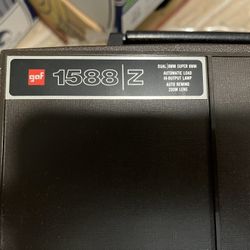 gaf 1588|Z
DUAL 8MM SUPER 8MM
AUTOMATIC LOAD
HI-OUTPUT LAMP
AUTO REWIND
ZOOM LENS